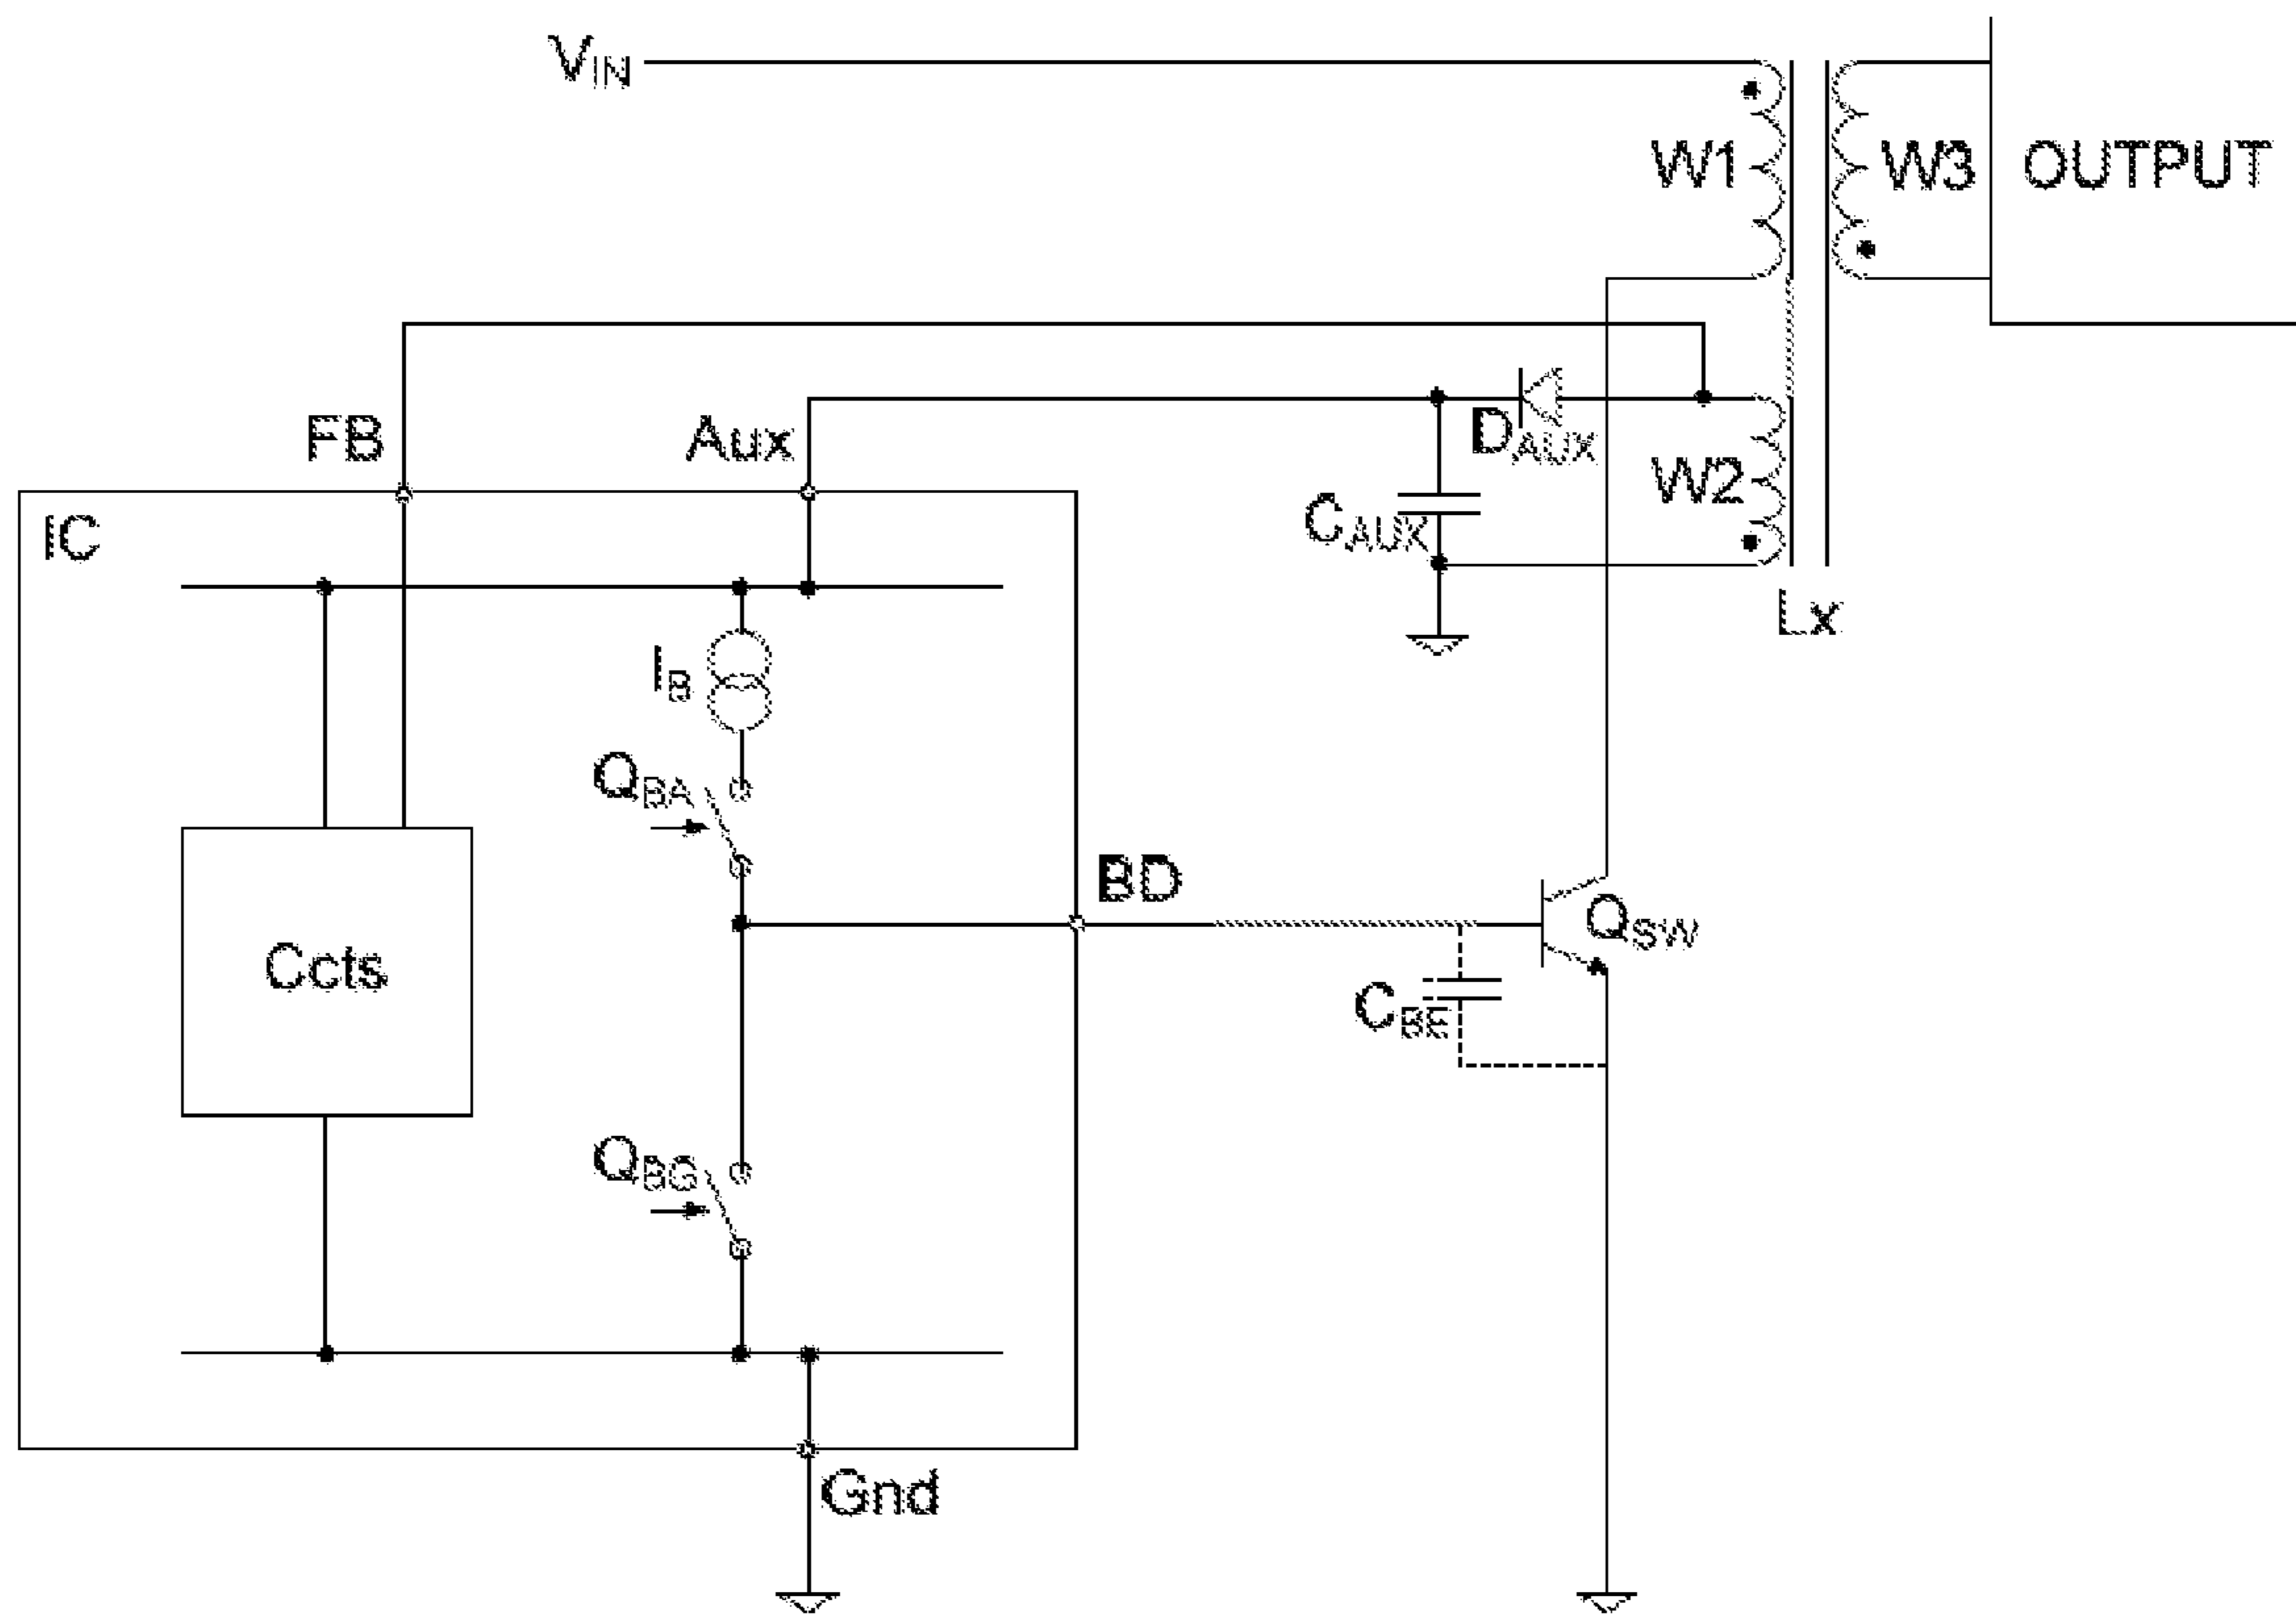 VIN
W1
W3
OUTPUT
FB
Aux
DAUX
W2
IC
CAUX
Lx
IB
QBA
BD
QSW
Ccts
CBE
QBG
Gnd